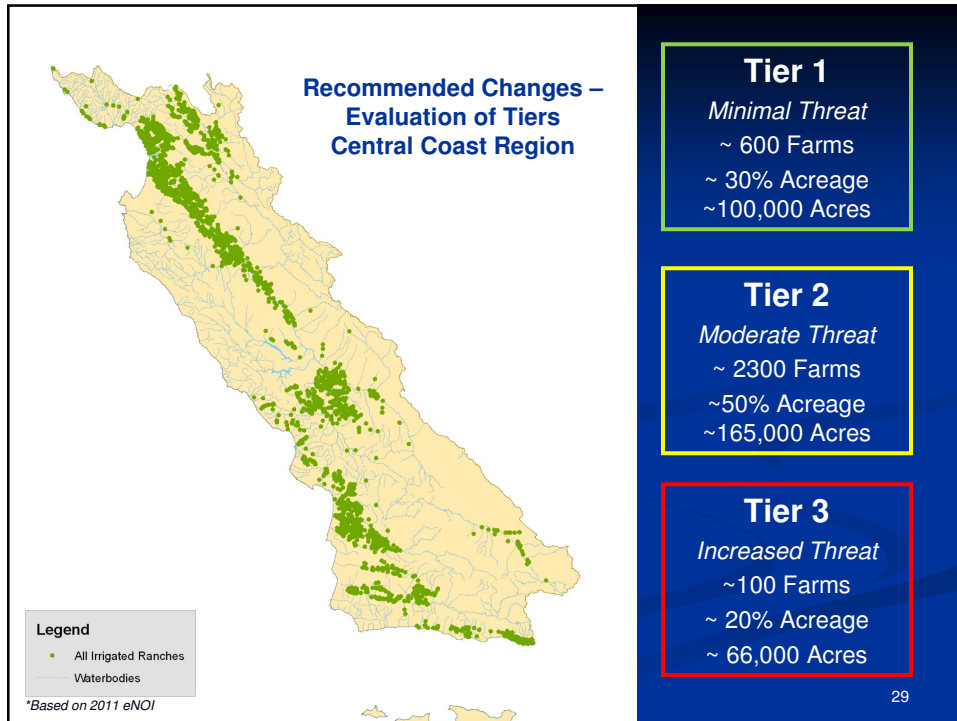 Recommended Changes –
Evaluation of Tiers
Central Coast Region
Legend
All Irrigated Ranches
Waterbodies
*Based on 2011 eNOI
Tier 1
Minimal Threat
~ 600 Farms
~ 30% Acreage
~100,000 Acres
Tier 2
Moderate Threat
~ 2300 Farms
~50% Acreage
~165,000 Acres
Tier 3
Increased Threat
~100 Farms
~ 20% Acreage
~ 66,000 Acres
29